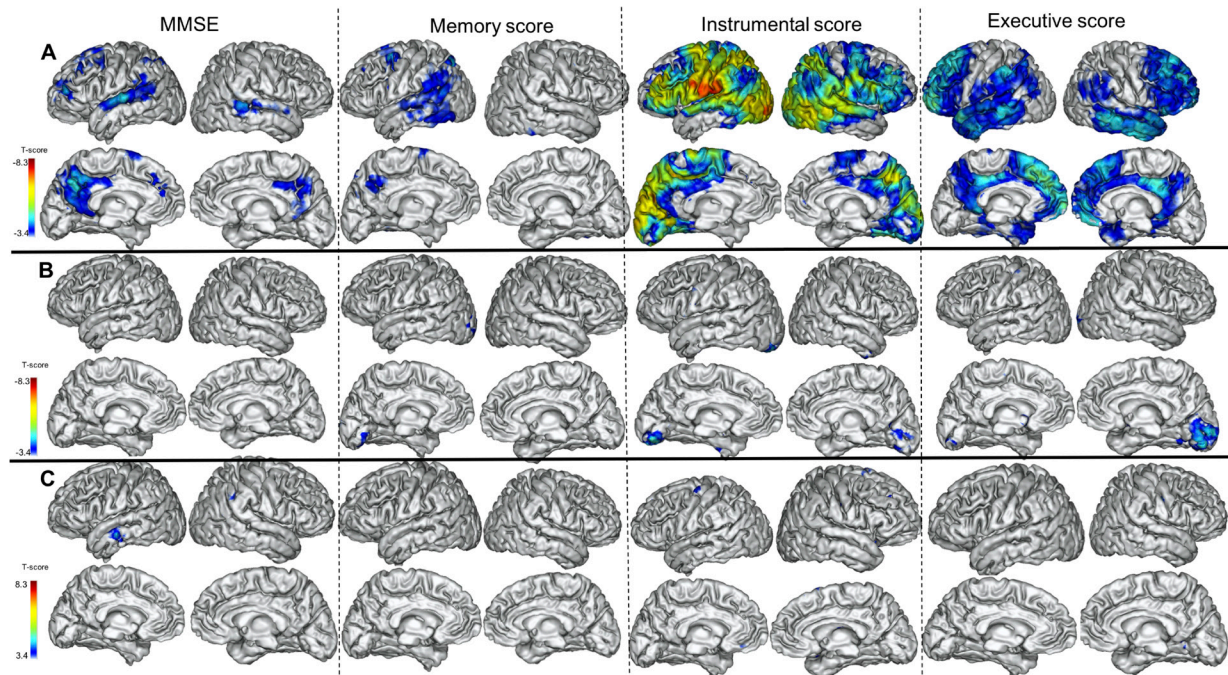 MMSE
Memory score
Instrumental score
Executive score
A
T-score
-8.3
-3.4
B
T-score
-8.3
-3.4
C
T-score
8.3
3.4